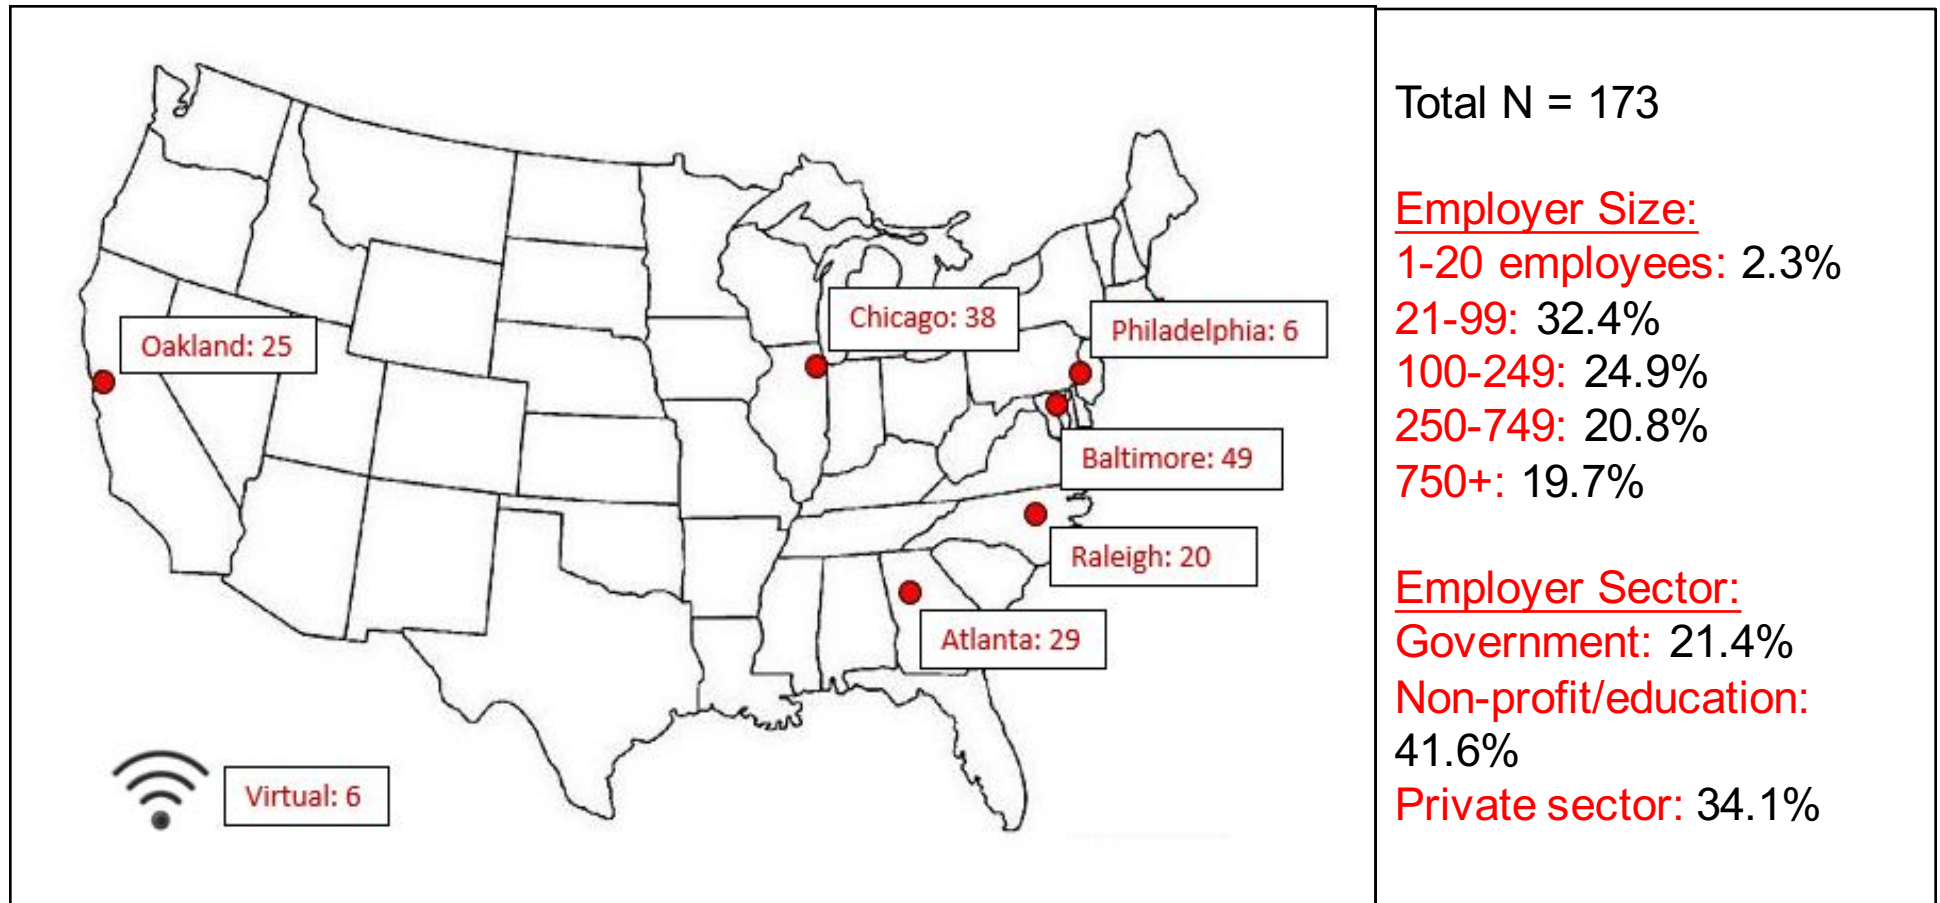 Oakland: 25
Chicago: 38
Philadelphia: 6
Baltimore: 49
Raleigh: 20
Atlanta: 29
Virtual: 6
Total N = 173
Employer Size:
1-20 employees: 2.3%
21-99: 32.4%
100-249: 24.9%
250-749: 20.8%
750+: 19.7%
Employer Sector:
Government: 21.4%
Non-profit/education:
41.6%
Private sector: 34.1%